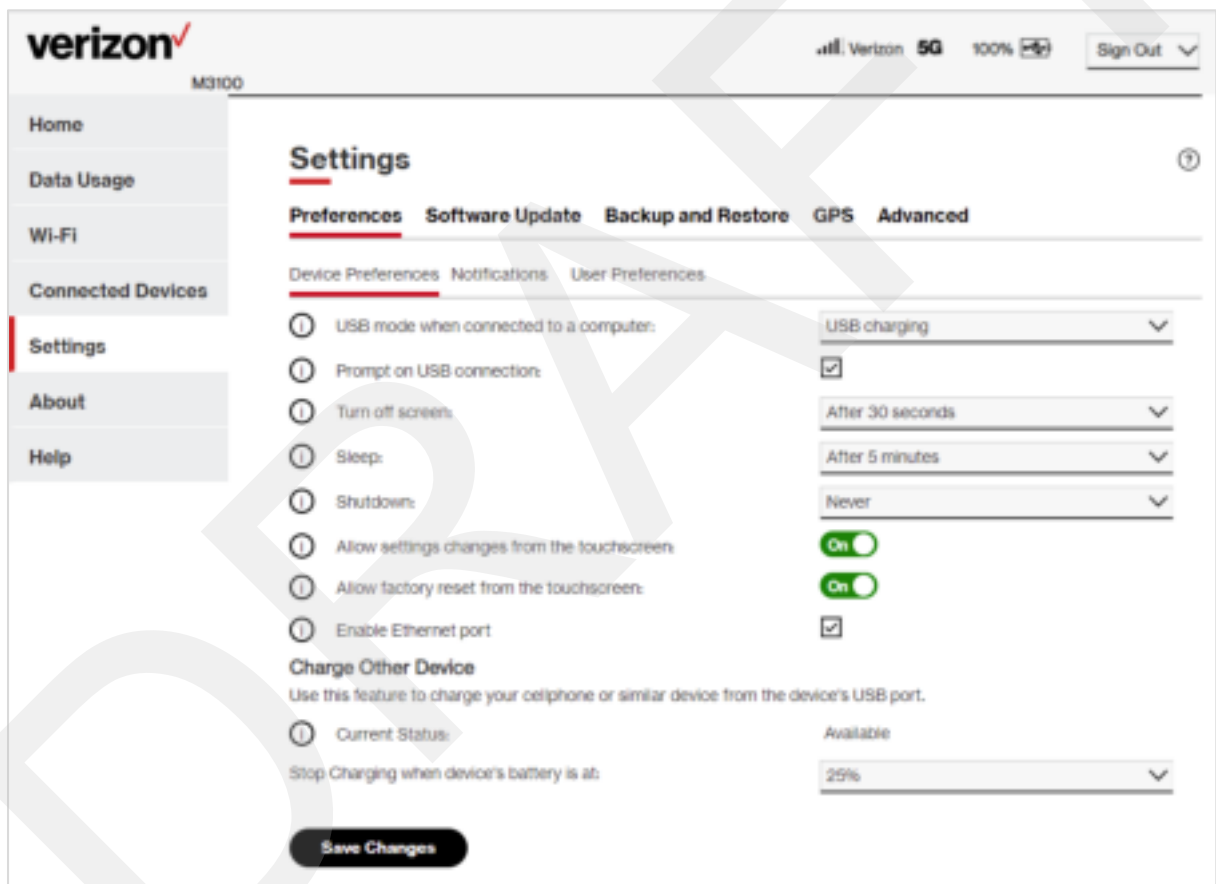 verizon
M3100
Verizon 5G 100% Sign Out
Home
Data Usage
Wi-Fi
Connected Devices
Settings
About
Help
Settings
Preferences Software Update Backup and Restore GPS Advanced
Device Preferences Notifications User Preferences
USB mode when connected to a computer: USB charging
Prompt on USB connection:
Turn off screen: After 30 seconds
Sleep: After 5 minutes
Shutdown: Never
Allow settings changes from the touchscreen: On
Allow factory reset from the touchscreen: On
Enable Ethernet port
Charge Other Device
Use this feature to charge your cellphone or similar device from the device's USB port.
Current Status: Available
Stop Charging when device's battery is at: 25%
Save Changes
DRAF